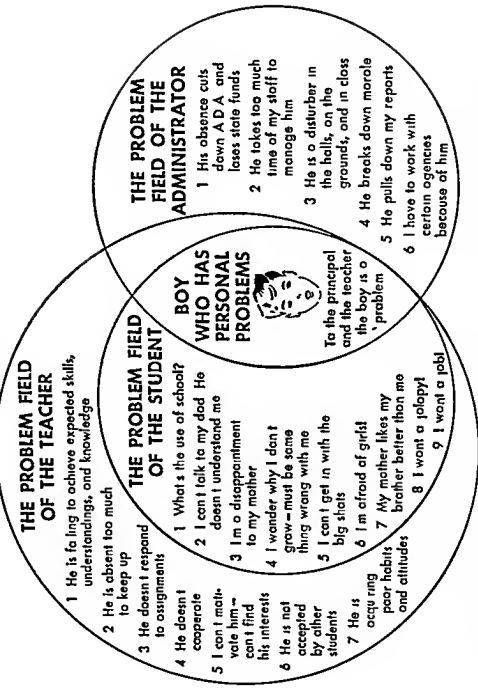 THE PROBLEM FIELD
OF THE TEACHER
1 He is fa ling to achieve expected skills,
understandings, and knowledge
2 He is absent too much
to keep up
3 He doesn t respond
to assignments
4 He doesn t
cooperate
5 I can t moti-
vate him—
can t find
his interests
6 He is not
accepted
by other
students
7 He is
acqu ring
poor habits
and attitudes
THE PROBLEM FIELD
OF THE STUDENT
1 What s the use of school?
2 I can t talk to my dad He
doesn t understand me
3 I m a disappointment
to my mother
4 I wonder why I don t
grow—must be some
thing wrong with me
5 I can t get in with the
big shots
6 I m afraid of girls!
7 My mother likes my
brother better than me
8 I want a jalopy!
9 I want a job!
BOY
WHO HAS
PERSONAL
PROBLEMS
To the principal
and the teacher
the boy is a
'problem
THE PROBLEM
FIELD OF THE
ADMINISTRATOR
1 His absence cuts
down A D A and
loses state funds
2 He takes too much
time of my staff to
manage him
3 He is a disturber in
the halls, on the
grounds, and in class
4 He breaks down morale
5 He pulls down my reports
6 I have to work with
certain agencies
because of him